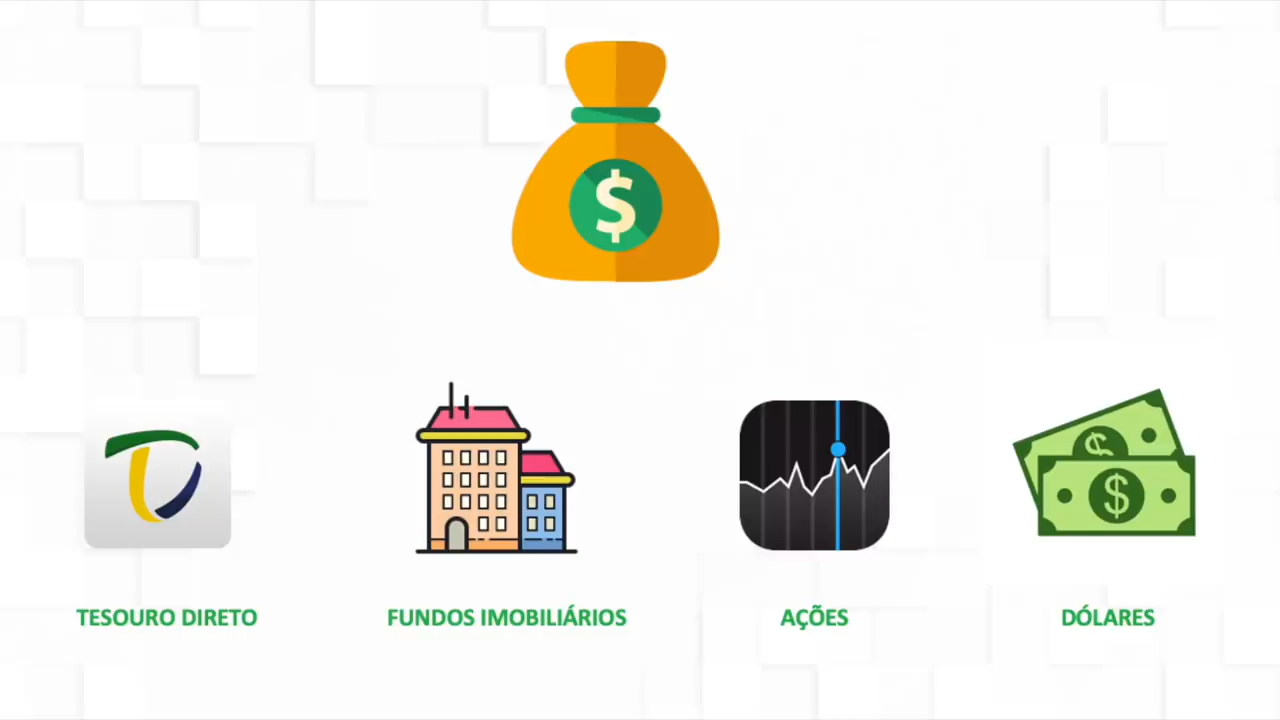 $
$
TESOURO DIRETO
FUNDOS IMOBILIÁRIOS
AÇÕES
DÓLARES